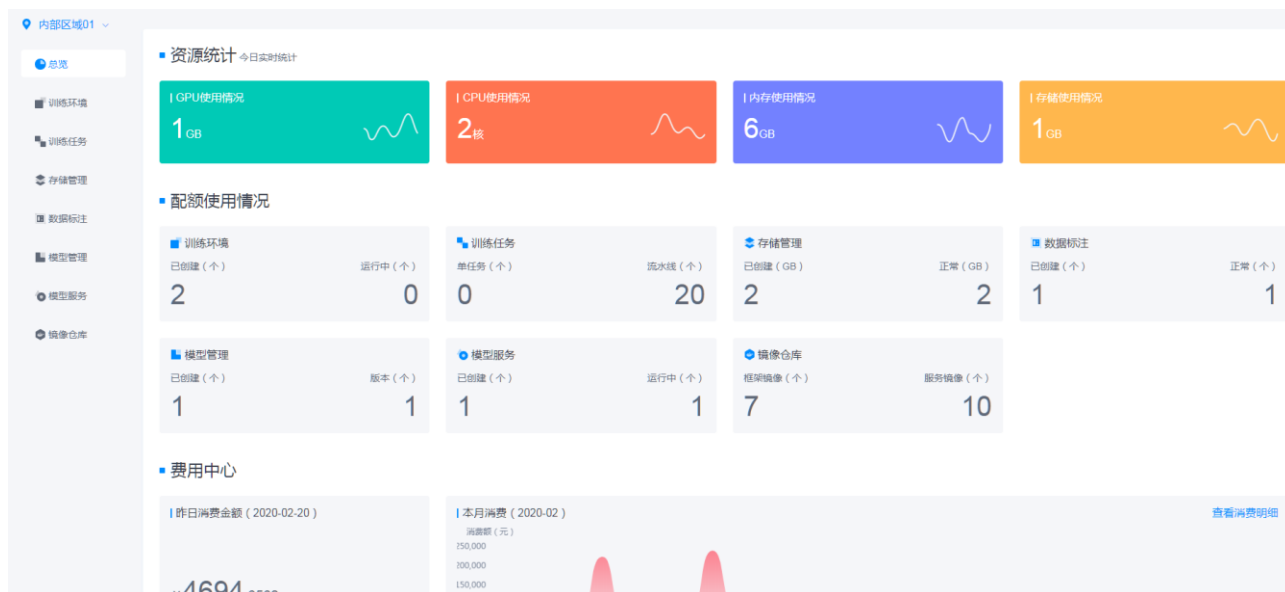 内部区域01
总览
训练环境
训练任务
存储管理
数据标注
模型管理
模型服务
镜像仓库
资源统计 今日实时统计
GPU使用情况
1GB
CPU使用情况
2核
内存使用情况
6GB
存储使用情况
1GB
配额使用情况
训练环境
已创建（个） 运行中（个）
2 0
训练任务
单任务（个） 流水线（个）
0 20
存储管理
已创建（GB） 正常（GB）
2 2
数据标注
已创建（个） 正常（个）
1 1
模型管理
已创建（个） 版本（个）
1 1
模型服务
已创建（个） 运行中（个）
1 1
镜像仓库
框架镜像（个） 服务镜像（个）
7 10
费用中心
昨日消费金额（2020-02-20）
4694
本月消费（2020-02）
查看消费明细
消费额（元）
250,000
200,000
150,000